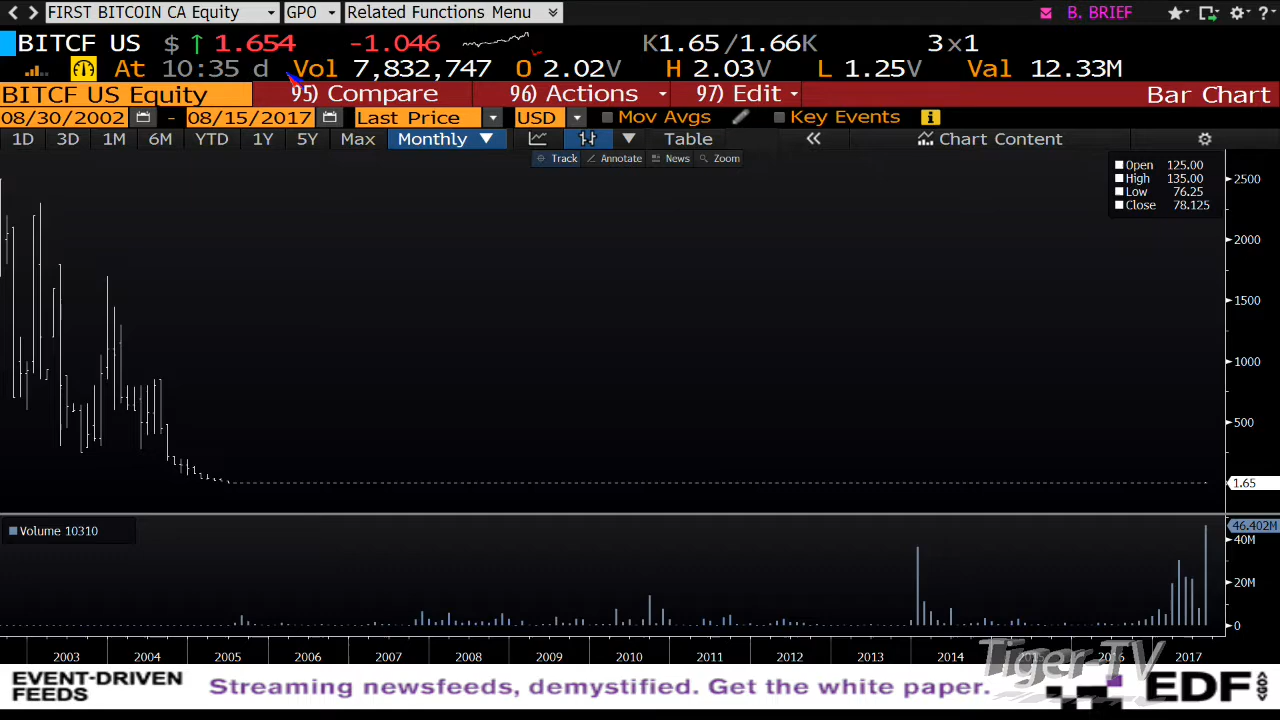 FIRST BITCOIN CA Equity GPO Related Functions Menu B. BRIEF ?
BITCF US $ ↑ 1.654 -1.046 K1.65/1.66K 3x1
At 10:35 d Vol 7,832,747 O 2.02V H 2.03V L 1.25V Val 12.33M
BITCF US Equity 95) Compare 96) Actions 97) Edit Bar Chart
08/30/2002 - 08/15/2017 Last Price USD Mov Avgs Key Events i
1D 3D 1M 6M YTD 1Y 5Y Max Monthly Table « Chart Content
Track Annotate News Zoom
Open 125.00
High 135.00
Low 76.25
Close 78.125
2500
2000
1500
1000
500
1.65
Volume 10310
46.402M
40M
20M
0
2003 2004 2005 2006 2007 2008 2009 2010 2011 2012 2013 2014 2015 2016 2017
Tiger-TV
EVENT-DRIVEN
FEEDS
Streaming newsfeeds, demystified. Get the white paper.
EDF